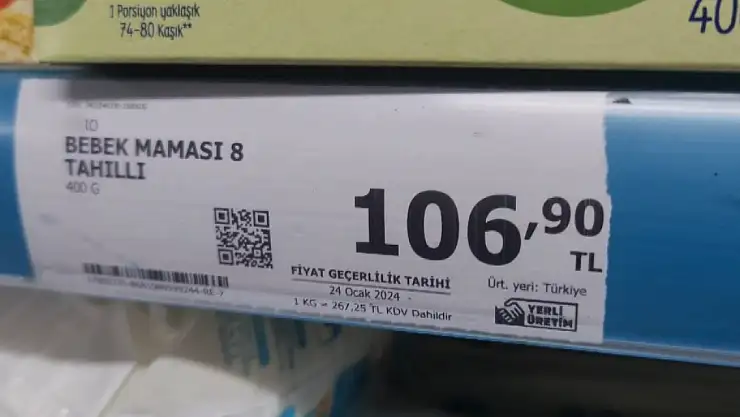 1 Porsiyon yaklaşık
74-80 Kaşık**
40
BEBEK MAMASI 8
TAHILLI
400 G
106,90
TL
FİYAT GEÇERLİLİK TARİHİ
24 Ocak 2024
1 KG = 267,25 TL KDV Dahildir
Ürt. yeri: Türkiye
YERLİ
ÜRETİM